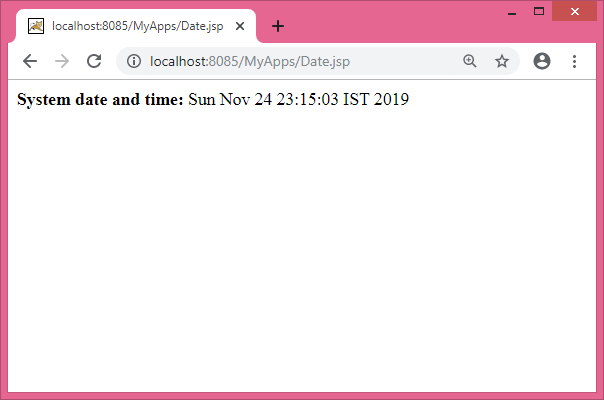 localhost:8085/MyApps/Date.jsp
localhost:8085/MyApps/Date.jsp
System date and time: Sun Nov 24 23:15:03 IST 2019